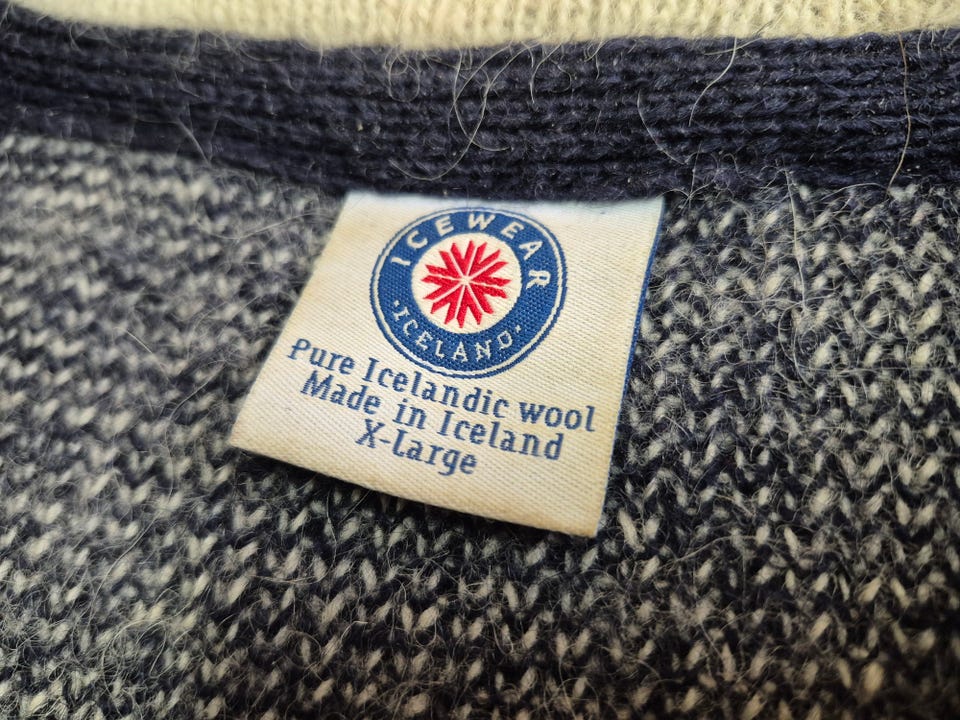 ICEWEAR
·ICELAND·
Pure Icelandic wool
Made in Iceland
X-Large